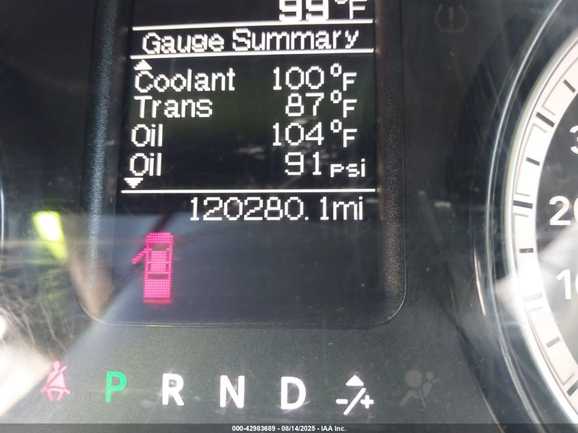 99°F
Gauge Summary
Coolant 100°F
Trans 87°F
Oil 104°F
Oil 91 psi
120280.1mi
P R N D -/+
000-42983689 - 08/14/2025 - IAA Inc.